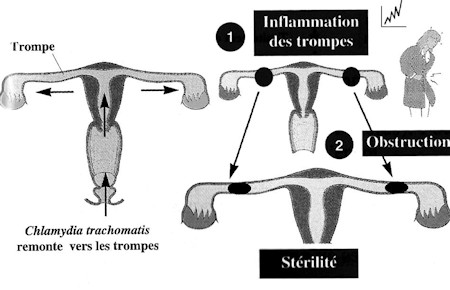 Trompe
Chlamydia trachomatis
remonte vers les trompes
1
Inflammation
des trompes
2
Obstruction
Stérilité